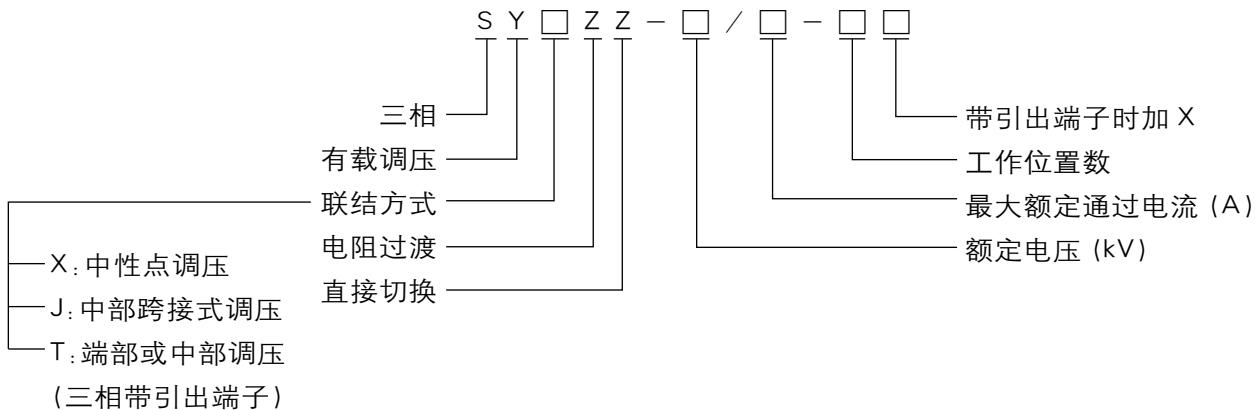 SY□ZZ-□/□-□□
三相
有载调压
联结方式
电阻过渡
直接切换
X:中性点调压
J:中部跨接式调压
T:端部或中部调压
(三相带引出端子)
带引出端子时加X
工作位置数
最大额定通过电流(A)
额定电压(kV)